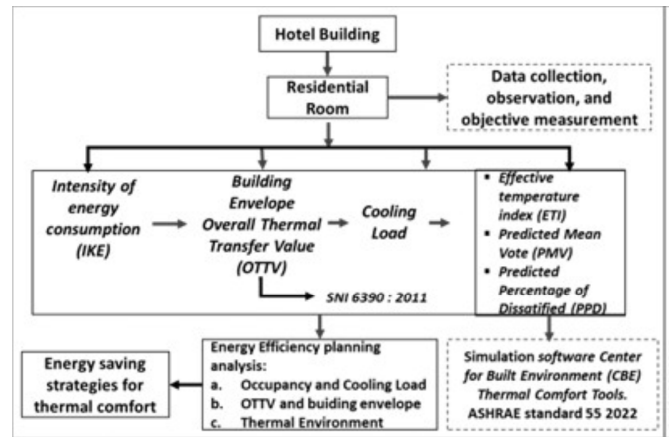 Hotel Building
Residential
Room
Data collection,
observation, and
objective measurement
Intensity of
energy
consumption
(IKE)
Building
Envelope
Overall Thermal
Transfer Value
(OTTV)
Cooling
Load
▪ Effective
temperature
index (ETI)
▪ Predicted Mean
Vote (PMV)
▪ Predicted
Percentage of
Dissatified (PPD)
SNI 6390 : 2011
Energy saving
strategies for
thermal comfort
Energy Efficiency planning
analysis:
a. Occupancy and Cooling Load
b. OTTV and buiding envelope
c. Thermal Environment
Simulation software Center
for Built Environment (CBE)
Thermal Comfort Tools.
ASHRAE standard 55 2022